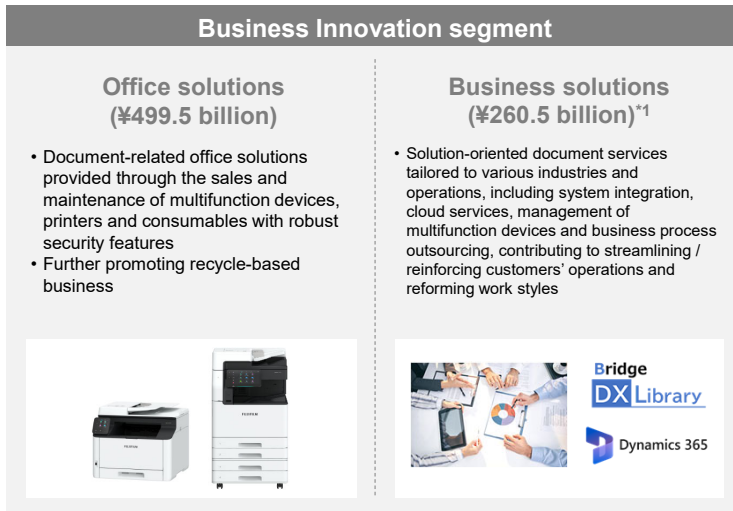 Business Innovation segment
Office solutions
(¥499.5 billion)
• Document-related office solutions
provided through the sales and
maintenance of multifunction devices,
printers and consumables with robust
security features
• Further promoting recycle-based
business
FUJIFILM
FUJIFILM
Business solutions
(¥260.5 billion)*1
• Solution-oriented document services
tailored to various industries and
operations, including system integration,
cloud services, management of
multifunction devices and business process
outsourcing, contributing to streamlining /
reinforcing customers’ operations and
reforming work styles
Bridge
DX Library
Dynamics 365